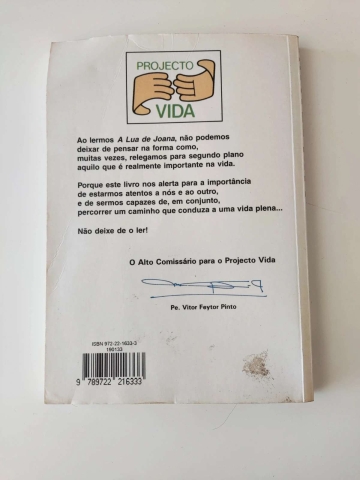 PROJECTO
VIDA
Ao lermos A Lua de Joana, não podemos
deixar de pensar na forma como,
muitas vezes, relegamos para segundo plano
aquilo que é realmente importante na vida.
Porque este livro nos alerta para a importância
de estarmos atentos a nós e ao outro,
e de sermos capazes de, em conjunto,
percorrer um caminho que conduza a uma vida plena...
Não deixe de o ler!
O Alto Comissário para o Projecto Vida
Pe. Vitor Feytor Pinto
ISBN 972-22-1633-3
190133
9 789722 216333